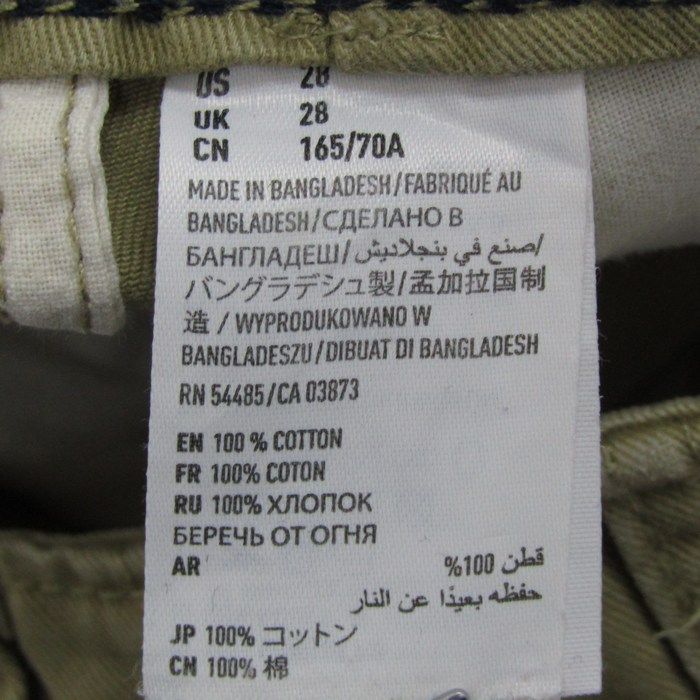 US 28
UK 28
CN 165/70A
MADE IN BANGLADESH/FABRIQUÉ AU
BANGLADESH/СДЕЛАНО В
БАНГЛАДЕШ/صنع في بنجلاديش/
バングラデシュ製/孟加拉国制
造/WYPRODUKOWANO W
BANGLADESZU/DIBUAT DI BANGLADESH
RN 54485/CA 03873
EN 100 % COTTON
FR 100% COTON
RU 100% ХЛОПОК
БЕРЕЧЬ ОТ ОГНЯ
AR قطن 100%
حفظه بعيدًا عن النار
JP 100% コットン
CN 100% 棉